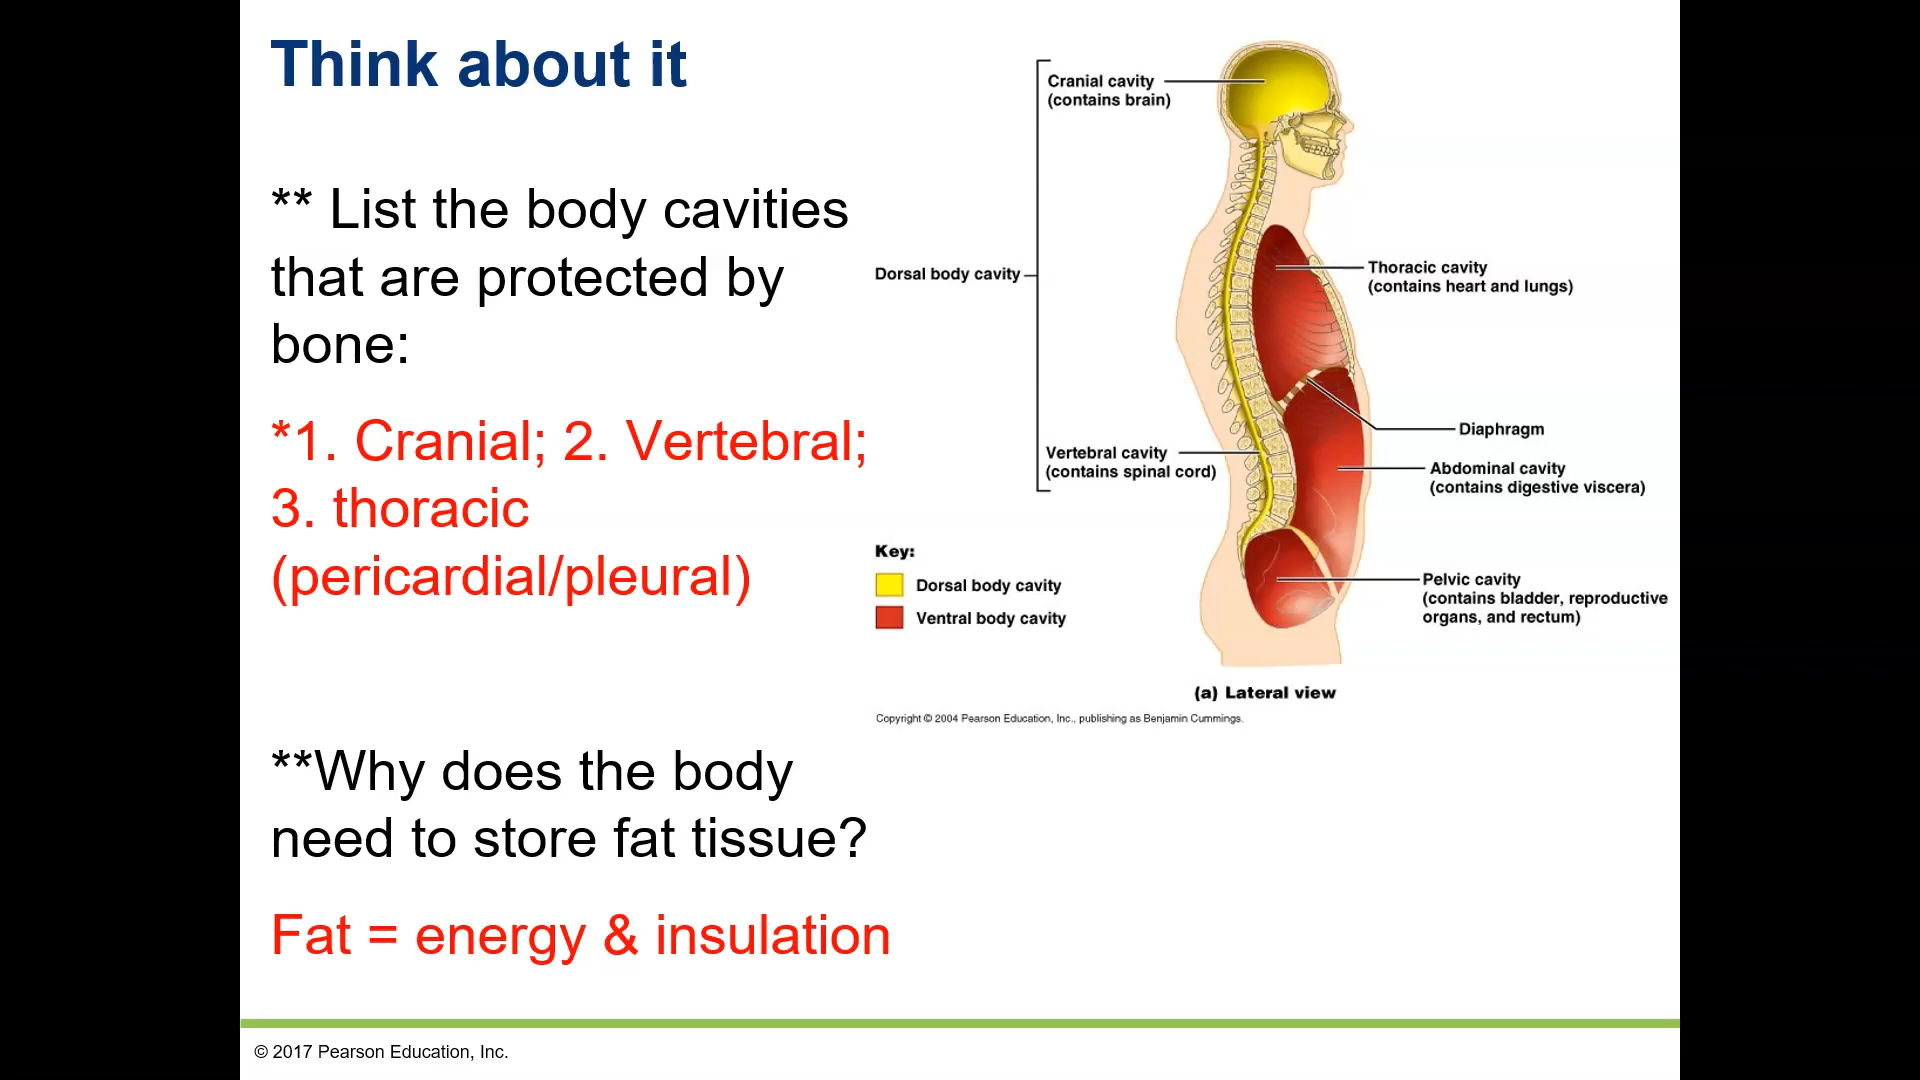 Think about it
** List the body cavities
that are protected by
bone:
*1. Cranial; 2. Vertebral;
3. thoracic
(pericardial/pleural)
**Why does the body
need to store fat tissue?
Fat = energy & insulation
Cranial cavity
(contains brain)
Dorsal body cavity
Thoracic cavity
(contains heart and lungs)
Diaphragm
Vertebral cavity
(contains spinal cord)
Abdominal cavity
(contains digestive viscera)
Key:
Dorsal body cavity
Ventral body cavity
Pelvic cavity
(contains bladder, reproductive
organs, and rectum)
(a) Lateral view
Copyright © 2004 Pearson Education, Inc., publishing as Benjamin Cummings.
© 2017 Pearson Education, Inc.